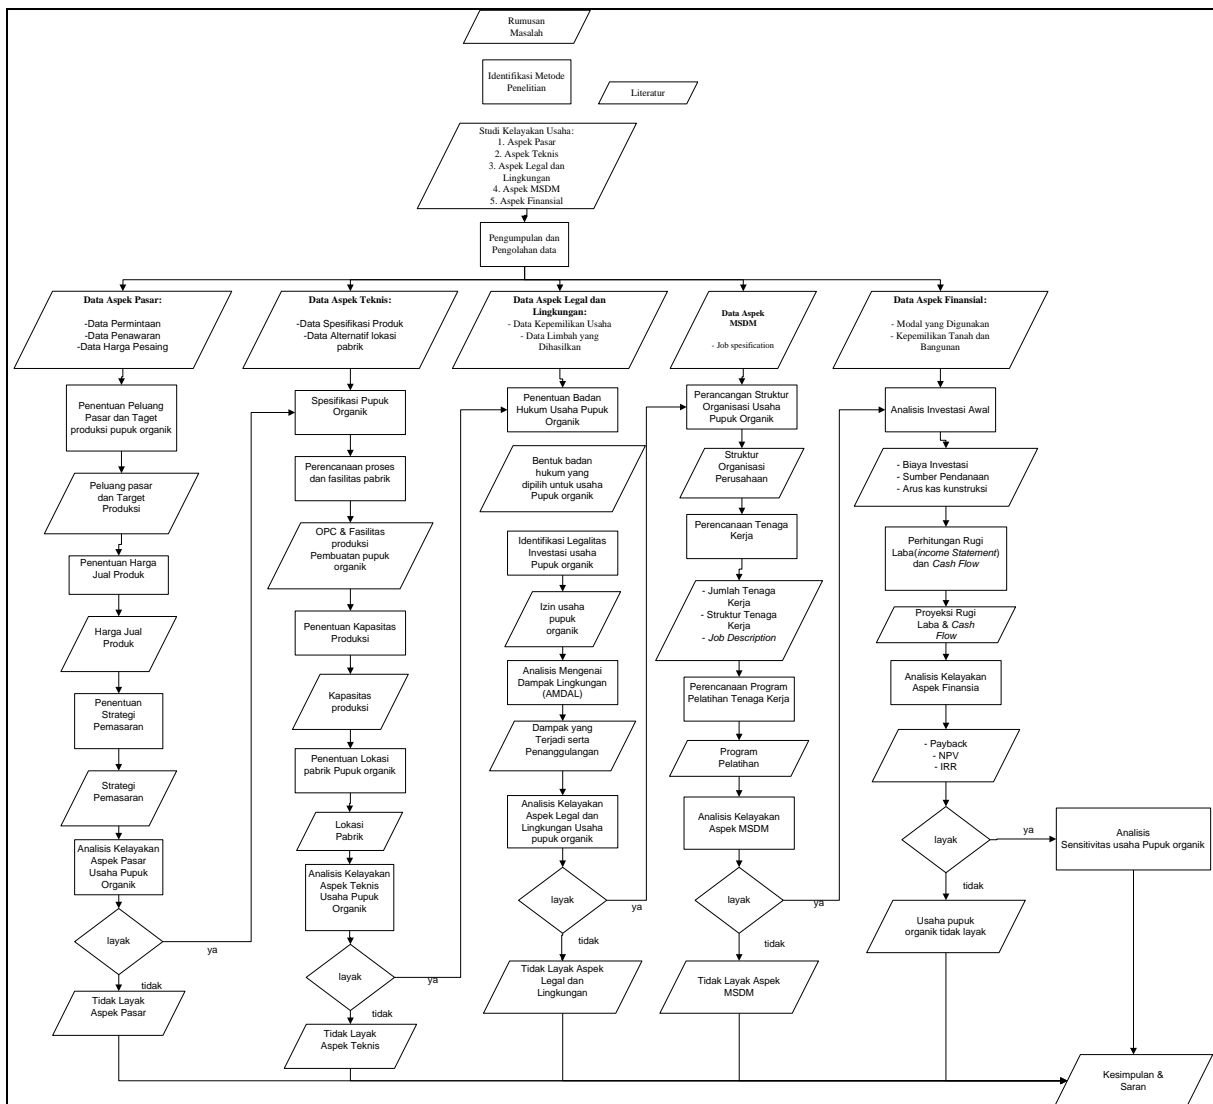 Rumusan
Masalah
Identifikasi Metode
Penelitian
Literatur
Studi Kelayakan Usaha:
1. Aspek Pasar
2. Aspek Teknis
3. Aspek Legal dan
Lingkungan
4. Aspek MSDM
5. Aspek Finansial
Pengumpulan dan
Pengolahan data
Data Aspek Pasar:
-Data Permintaan
-Data Penawaran
-Data Harga Pesaing
Penentuan Peluang
Pasar dan Taget
produksi pupuk organik
Peluang pasar
dan Target
Produksi
Penentuan Harga
Jual Produk
Harga Jual
Produk
Penentuan
Strategi
Pemasaran
Strategi
Pemasaran
Analisis Kelayakan
Aspek Pasar
Usaha Pupuk
Organik
layak
ya
tidak
Tidak Layak
Aspek Pasar
Data Aspek Teknis:
-Data Spesifikasi Produk
-Data Alternatif lokasi
pabrik
Spesifikasi Pupuk
Organik
Perencanaan proses
dan fasilitas pabrik
OPC & Fasilitas
produksi
Pembuatan pupuk
organik
Penentuan Kapasitas
Produksi
Kapasitas
produksi
Penentuan Lokasi
pabrik Pupuk organik
Lokasi
Pabrik
Analisis Kelayakan
Aspek Teknis
Usaha Pupuk
Organik
layak
ya
tidak
Tidak Layak
Aspek Teknis
Data Aspek Legal dan
Lingkungan:
- Data Kepemilikan Usaha
- Data Limbah yang
Dihasilkan
Penentuan Badan
Hukum Usaha Pupuk
Organik
Bentuk badan
hukum yang
dipilih untuk usaha
Pupuk organik
Identifikasi Legalitas
Investasi usaha
Pupuk organik
Izin usaha
pupuk
organik
Analisis Mengenai
Dampak Lingkungan
(AMDAL)
Dampak yang
Terjadi serta
Penanggulangan
Analisis Kelayakan
Aspek Legal dan
Lingkungan Usaha
pupuk organik
layak
ya
tidak
Tidak Layak Aspek
Legal dan
Lingkungan
Data Aspek
MSDM
- Job spesification
Perancangan Struktur
Organisasi Usaha
Pupuk Organik
Struktur
Organisasi
Perusahaan
Perencanaan Tenaga
Kerja
- Jumlah Tenaga
Kerja
- Struktur Tenaga
Kerja
- Job Description
Perencanaan Program
Pelatihan Tenaga Kerja
Program
Pelatihan
Analisis Kelayakan
Aspek MSDM
layak
ya
tidak
Tidak Layak Aspek
MSDM
Data Aspek Finansial:
- Modal yang Digunakan
- Kepemilikan Tanah dan
Bangunan
Analisis Investasi Awal
- Biaya Investasi
- Sumber Pendanaan
- Arus kas kunstruksi
Perhitungan Rugi
Laba(income Statement)
dan Cash Flow
Proyeksi Rugi
Laba & Cash
Flow
Analisis Kelayakan
Aspek Finansia
- Payback
- NPV
- IRR
layak
ya
tidak
Usaha pupuk
organik tidak layak
Analisis
Sensitivitas usaha Pupuk organik
Kesimpulan &
Saran